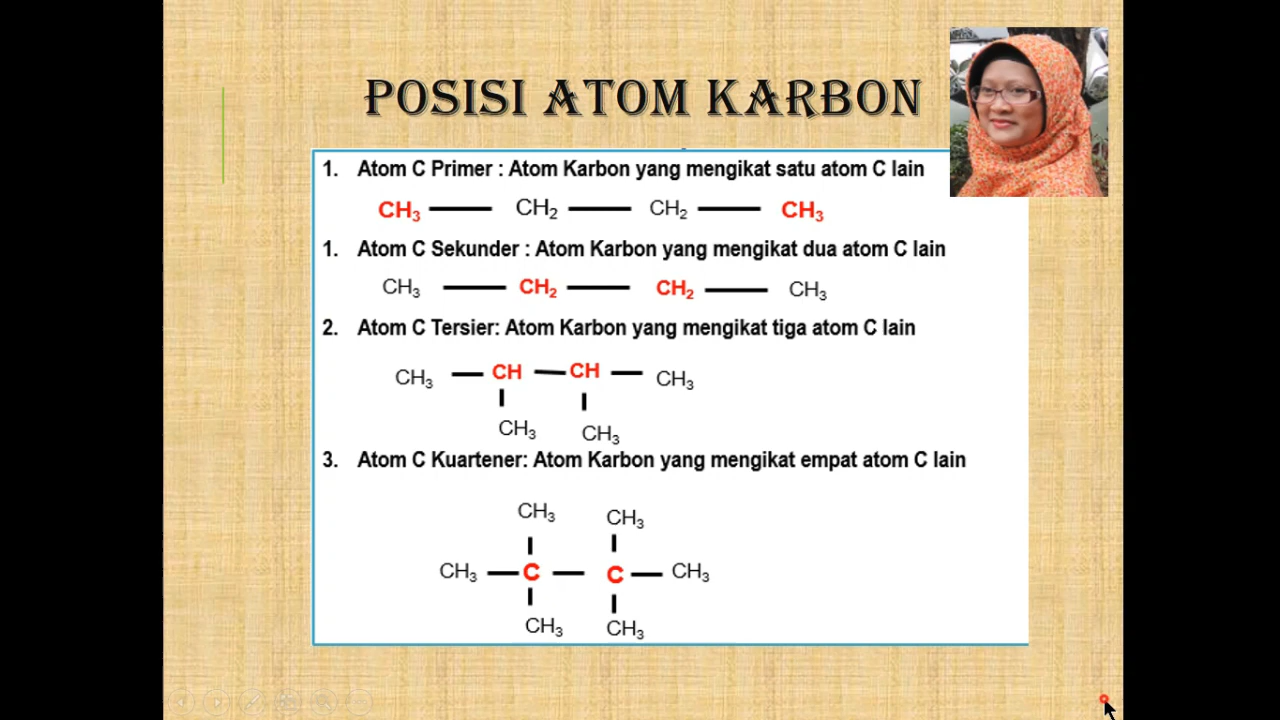 POSISI ATOM KARBON
1. Atom C Primer : Atom Karbon yang mengikat satu atom C lain
CH₃ CH₂ CH₂ CH₃
1. Atom C Sekunder : Atom Karbon yang mengikat dua atom C lain
CH₃ CH₂ CH₂ CH₃
2. Atom C Tersier: Atom Karbon yang mengikat tiga atom C lain
CH₃ CH CH CH₃
CH₃ CH₃
3. Atom C Kuartener: Atom Karbon yang mengikat empat atom C lain
CH₃ CH₃
CH₃ C C CH₃
CH₃ CH₃